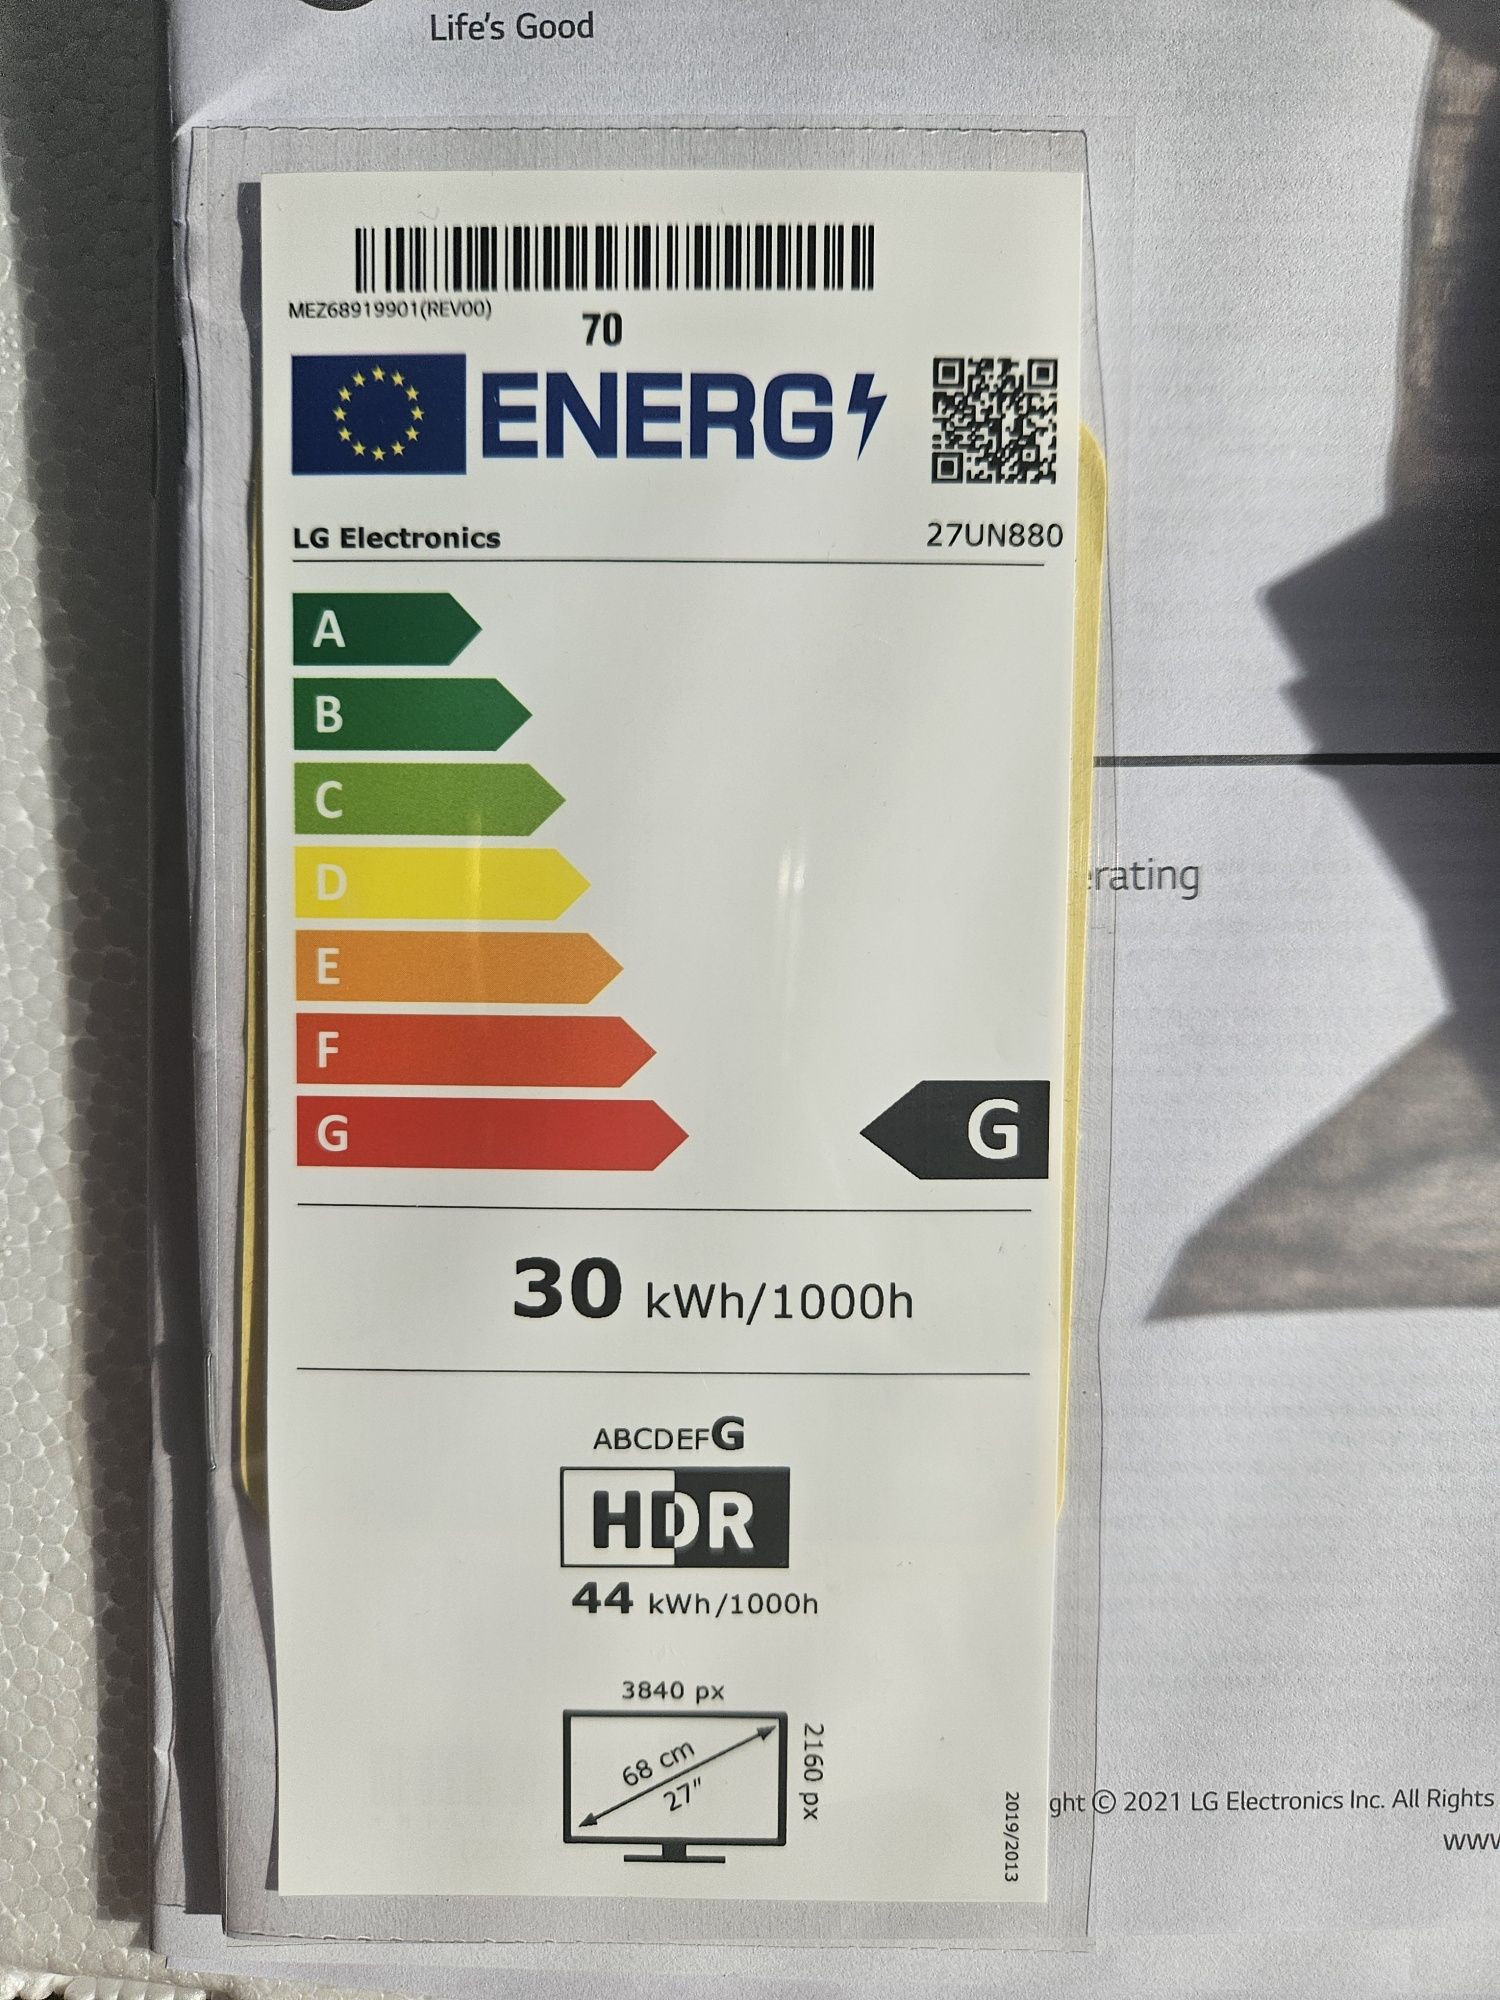 Life's Good
MEZ68919901(REV00)
70
ENERG
LG Electronics
27UN880
A
B
C
D
E
F
G
G
30 kWh/1000h
ABCDEFG
HDR
44 kWh/1000h
3840 px
68 cm
27"
2160 px
2019/2013
erating
ght © 2021 LG Electronics Inc. All Rights
www